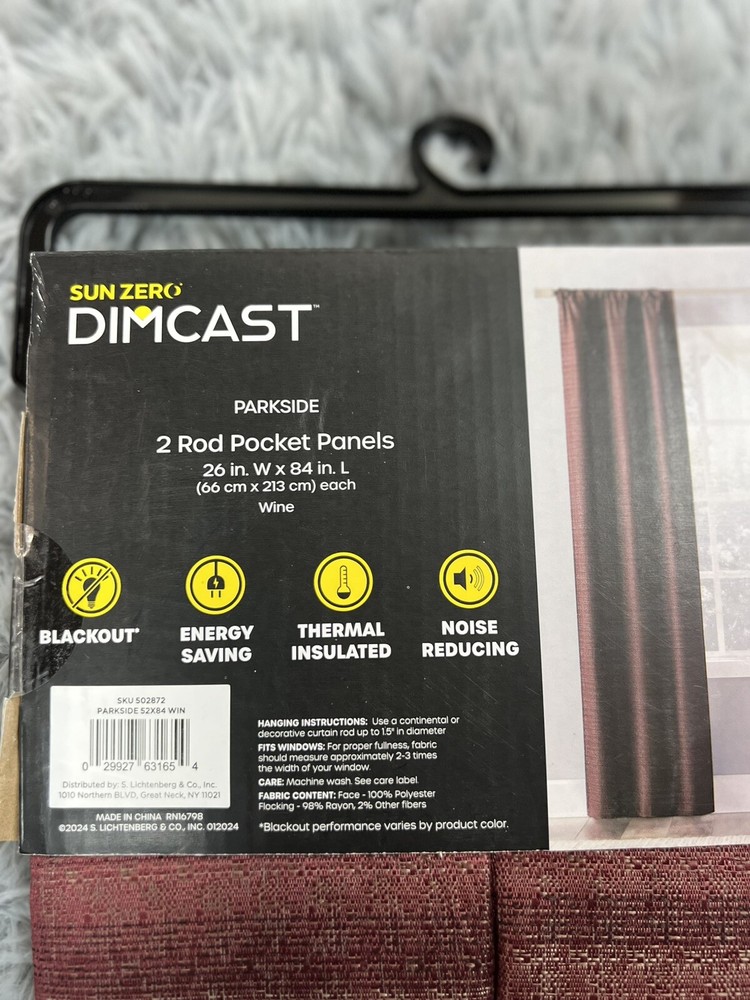 SUN ZERO
DIMCAST™
PARKSIDE
2 Rod Pocket Panels
26 in. W x 84 in. L
(66 cm x 213 cm) each
Wine
BLACKOUT*
ENERGY
SAVING
THERMAL
INSULATED
NOISE
REDUCING
SKU 502872
PARKSIDE 52X84 WIN
0 29927 63165 4
Distributed by: S. Lichtenberg & Co., Inc.
1010 Northern BLVD, Great Neck, NY 11021
MADE IN CHINA RN16798
©2024 S. LICHTENBERG & CO., INC. 012024
HANGING INSTRUCTIONS: Use a continental or
decorative curtain rod up to 1.5" in diameter
FITS WINDOWS: For proper fullness, fabric
should measure approximately 2-3 times
the width of your window.
CARE: Machine wash. See care label.
FABRIC CONTENT: Face - 100% Polyester
Flocking - 98% Rayon, 2% Other fibers
*Blackout performance varies by product color.